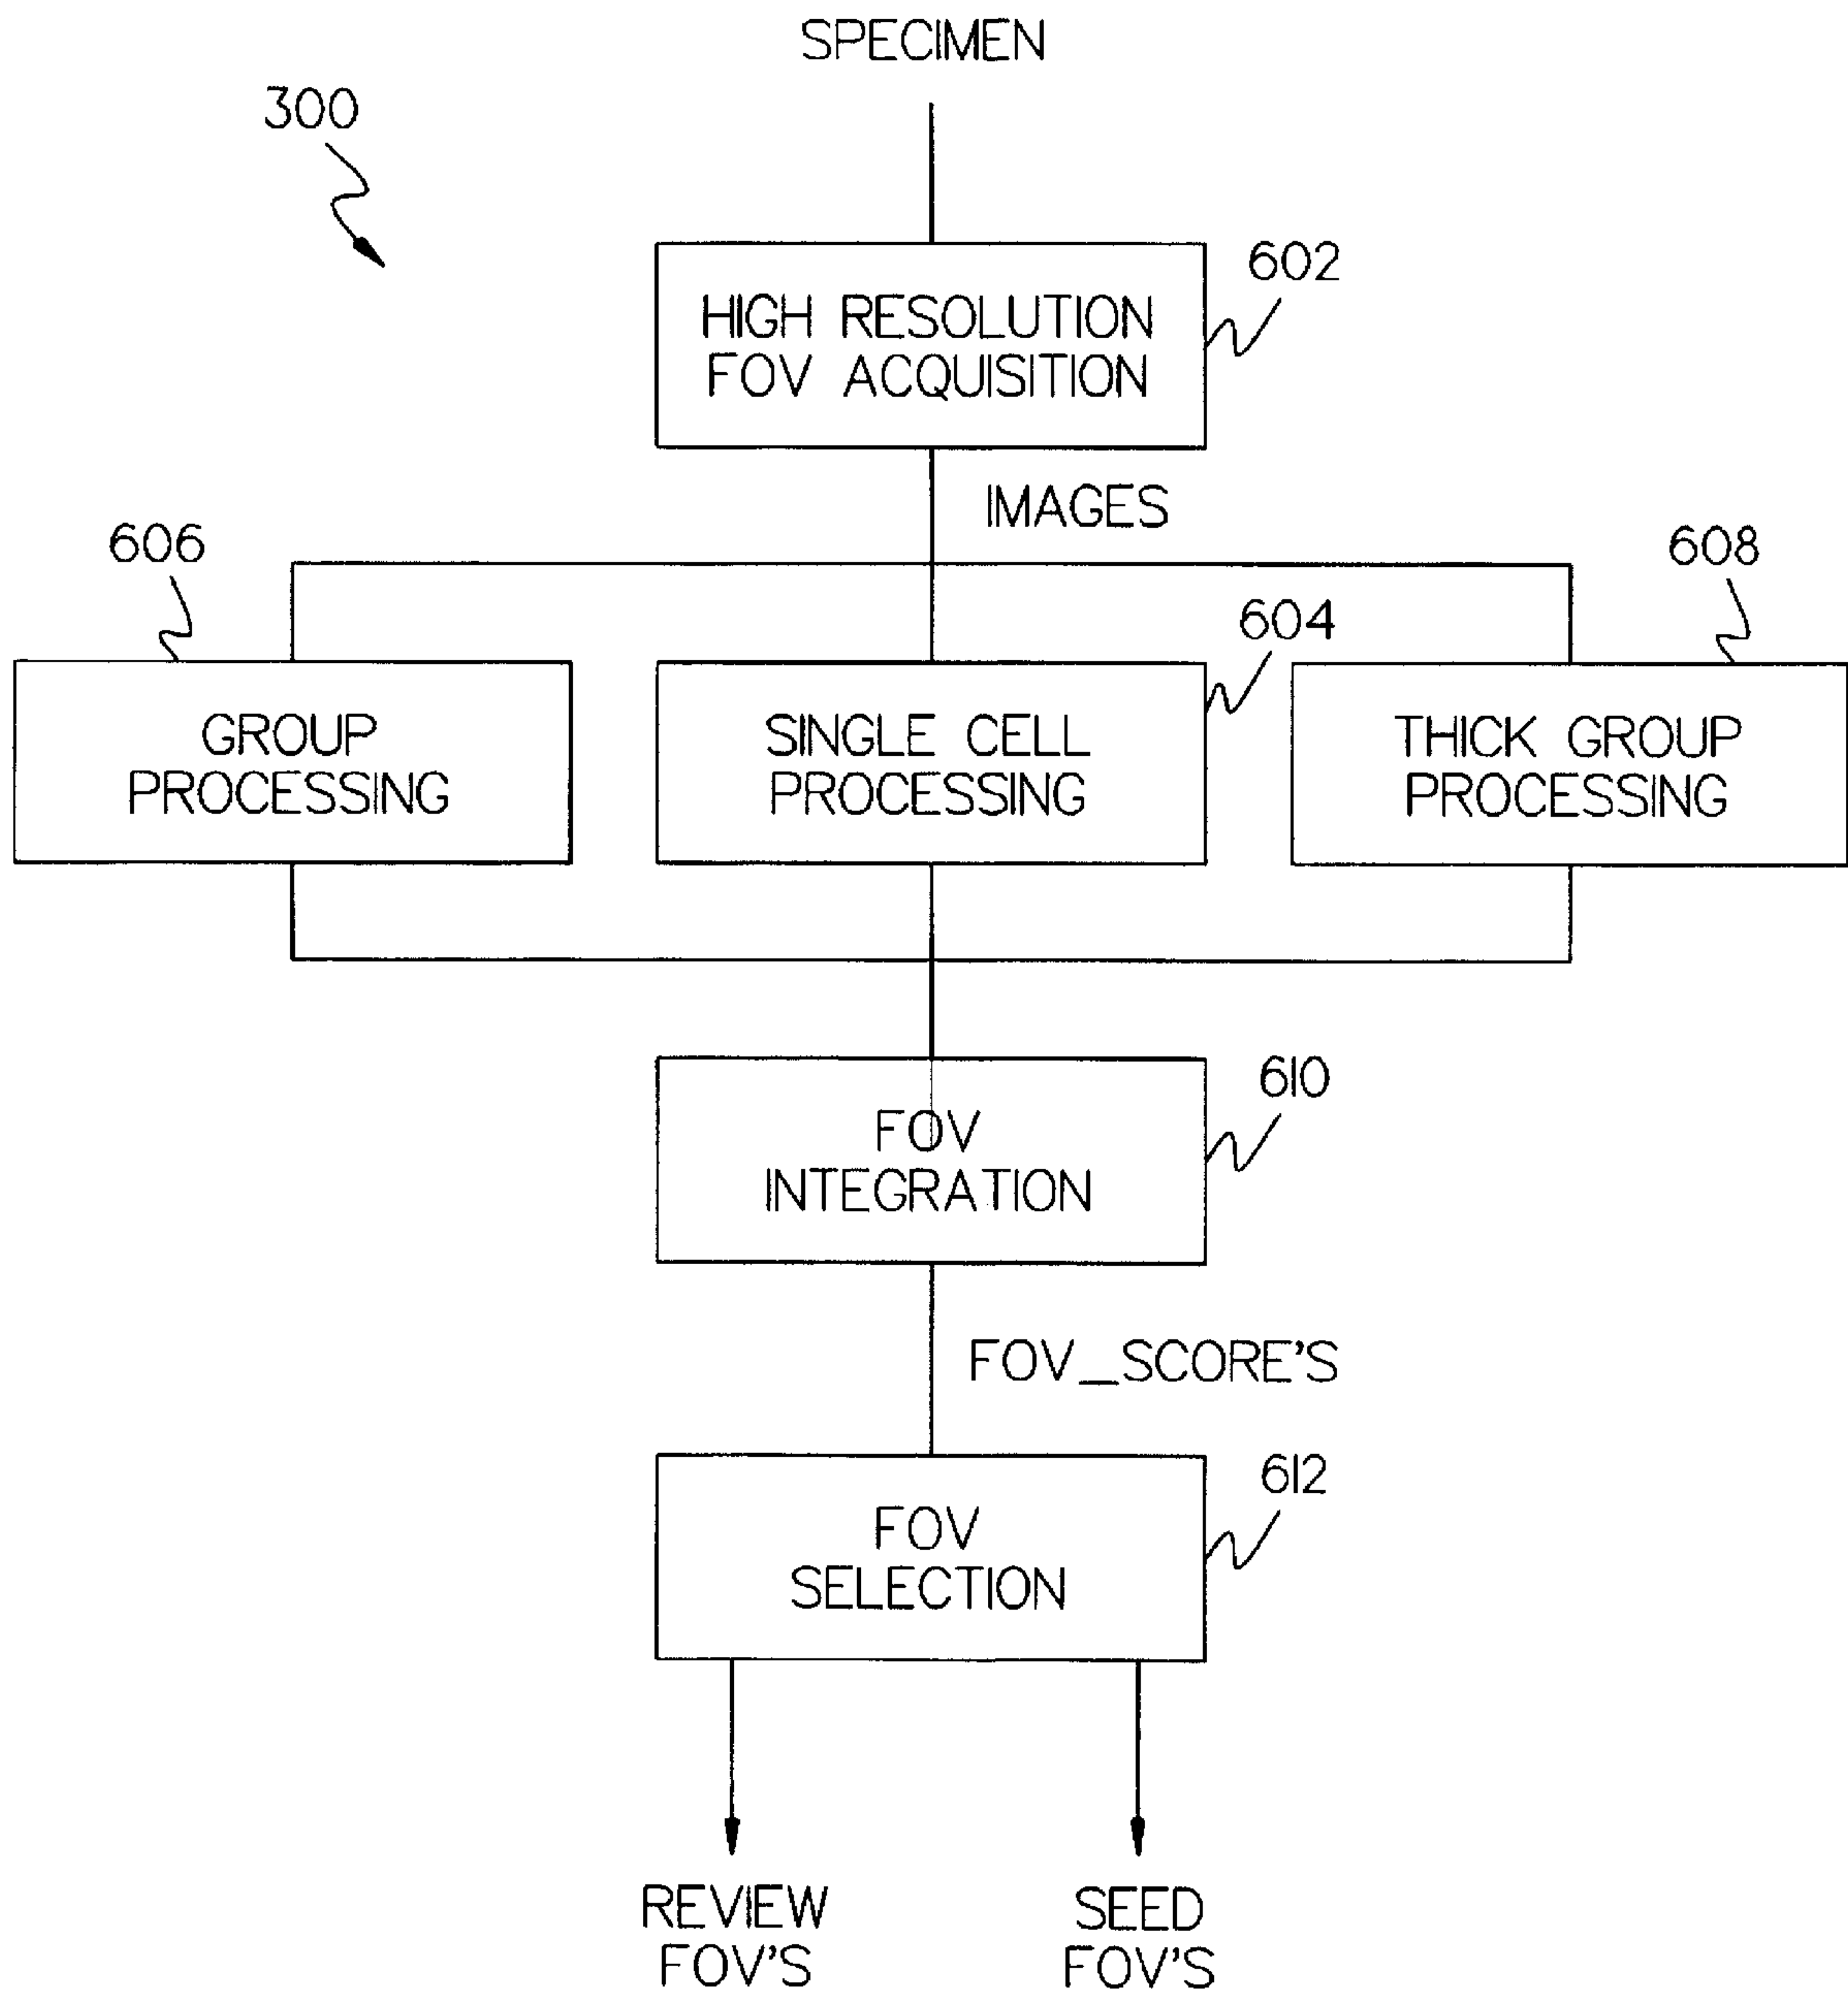 SPECIMEN
300
602
HIGH RESOLUTION
FOV ACQUISITION
IMAGES
606
608
604
GROUP
PROCESSING
SINGLE CELL
PROCESSING
THICK GROUP
PROCESSING
610
FOV
INTEGRATION
FOV_SCORE'S
612
FOV
SELECTION
REVIEW
FOV'S
SEED
FOV'S